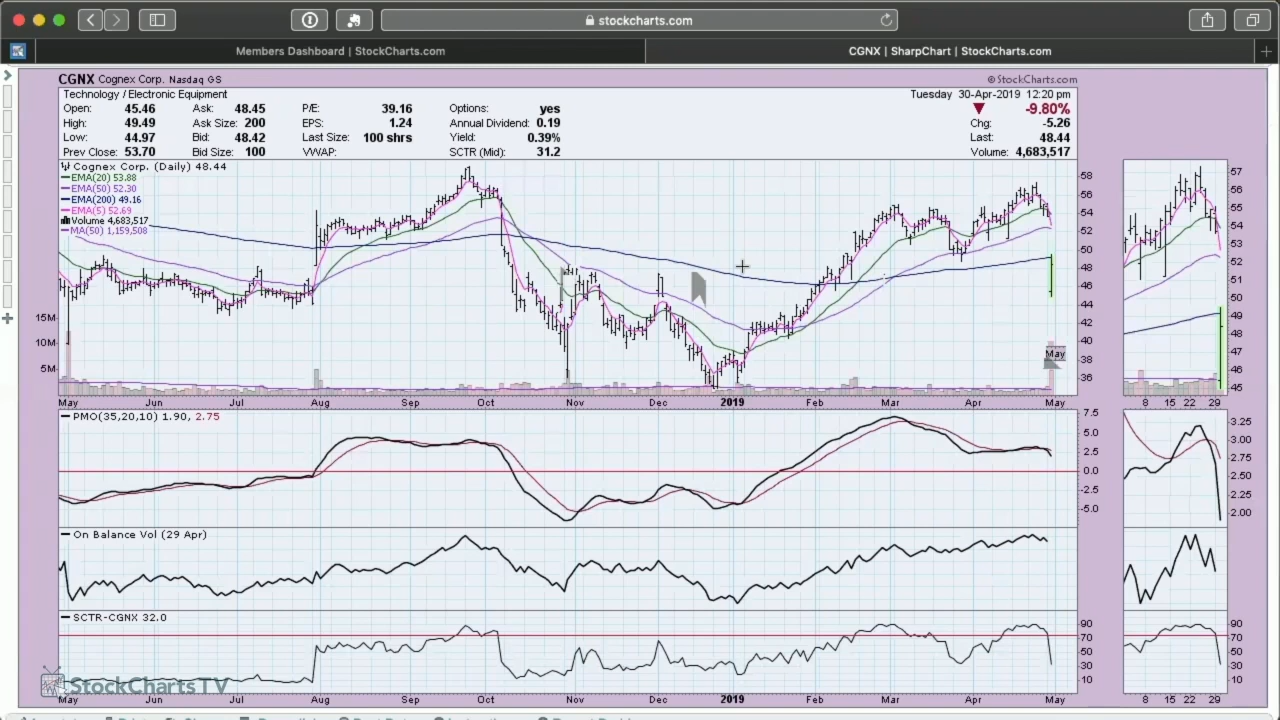 stockcharts.com
Members Dashboard | StockCharts.com
CGNX | SharpChart | StockCharts.com
CGNX Cognex Corp. Nasdaq GS
© StockCharts.com
Technology / Electronic Equipment
Tuesday 30-Apr-2019 12:20 pm
Open: 45.46 Ask: 48.45 P/E: 39.16 Options: yes -9.80%
High: 49.49 Ask Size: 200 EPS: 1.24 Annual Dividend: 0.19 Chg: -5.26
Low: 44.97 Bid: 48.42 Last Size: 100 shrs Yield: 0.39% Last: 48.44
Prev Close: 53.70 Bid Size: 100 VWAP: SCTR (Mid): 31.2 Volume: 4,683,517
Cognex Corp. (Daily) 48.44
EMA(20) 53.88
EMA(50) 52.30
EMA(200) 49.16
EMA(5) 52.69
Volume 4,683,517
MA(50) 1,159,508
58
56
54
52
50
48
46
44
42
40
38
36
15M
10M
5M
May
57
56
55
54
53
52
51
50
49
48
47
46
45
May Jun Jul Aug Sep Oct Nov Dec 2019 Feb Mar Apr May
8 15 22 29
PMO(35,20,10) 1.90, 2.75
7.5
5.0
2.5
0.0
-2.5
-5.0
3.25
3.00
2.75
2.50
2.25
2.00
On Balance Vol (29 Apr)
SCTR-CGNX 32.0
90
70
50
30
10
90
70
50
30
10
StockChartsTV
May Jun Jul Aug Sep Oct Nov Dec 2019 Feb Mar Apr May
8 15 22 29